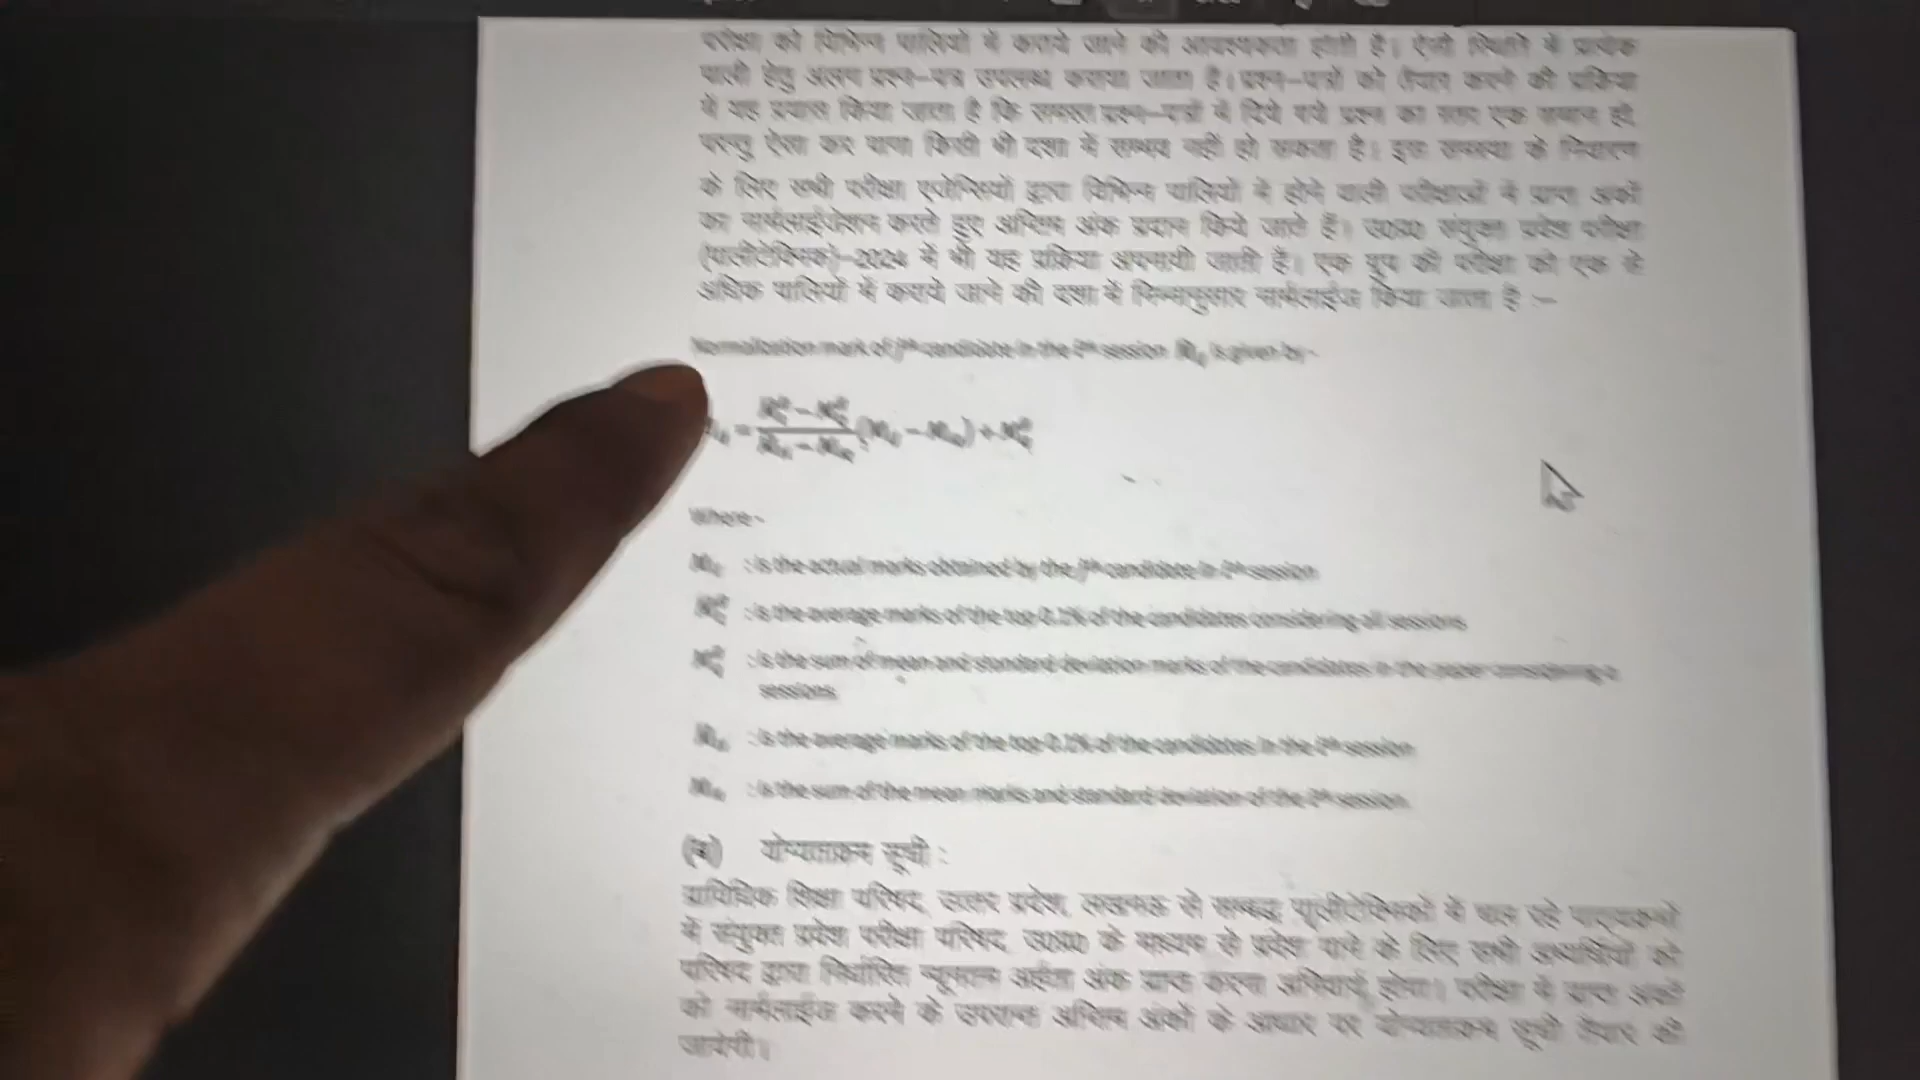 परीक्षा को विभिन्न पालियों में कराये जाने की आवश्यकता होती है। ऐसी स्थिति में प्रत्येक
पाली हेतु अलग प्रश्न–पत्र उपलब्ध कराया जाता है। प्रश्न–पत्रों को तैयार करने की प्रक्रिया
में यह प्रयास किया जाता है कि समस्त प्रश्न–पत्रों में दिये गये प्रश्न का स्तर एक समान हो
परन्तु ऐसा कर पाना किसी भी दशा में सम्भव नहीं हो सकता है। इस समस्या के निवारण
के लिए सभी परीक्षा एजेन्सियों द्वारा विभिन्न पालियों में होने वाली परीक्षाओं में प्राप्त अंकों
का नार्मलाईजेशन करते हुए अन्तिम अंक प्रदान किये जाते हैं। उ0प्र0 संयुक्त प्रवेश परीक्षा
(पालीटेक्निक)–2024 में भी यह प्रक्रिया अपनायी जाती है। एक ग्रुप की परीक्षा को एक से
अधिक पालियों में कराये जाने की दशा में निम्नानुसार नार्मलाईज किया जाता है :–
Normalization mark of jth candidate in the ith session is given by -
Where -
: is the actual marks obtained by the jth candidate in ith session
: is the average marks of the top 0.1% of the candidates considering all sessions
: is the sum of mean and standard deviation marks of the candidates in the paper considering a
sessions.
: is the average marks of the top 0.1% of the candidates in the ith session
: is the sum of the mean marks and standard deviation of the ith session.
योग्यताक्रम सूची :
प्राविधिक शिक्षा परिषद, उत्तर प्रदेश, लखनऊ से सम्बद्ध पालीटेक्निकों में चल रहे पाठ्यक्रमों
में संयुक्त प्रवेश परीक्षा परिषद, उ0प्र0 के माध्यम से प्रवेश पाने के लिए सभी अभ्यर्थियों को
परिषद द्वारा निर्धारित न्यूनतम अर्हता अंक प्राप्त करना अनिवार्य होगा। परीक्षा में प्राप्त अंकों
को नार्मलाईज करने के उपरान्त अन्तिम अंकों के आधार पर योग्यताक्रम सूची तैयार की
जायेगी।